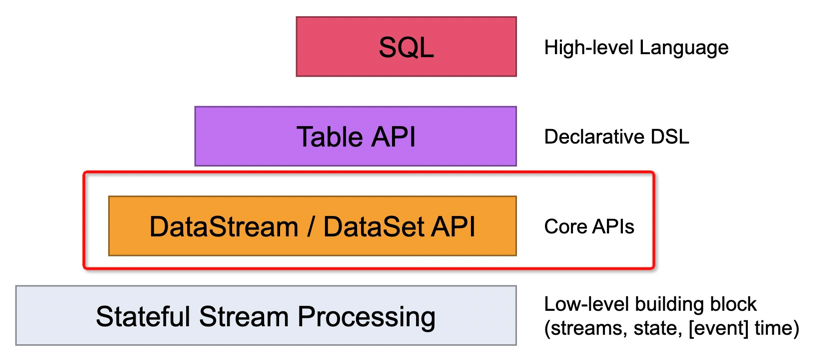 SQL
High-level Language
Table API
Declarative DSL
DataStream / DataSet API
Core APIs
Stateful Stream Processing
Low-level building block
(streams, state, [event] time)